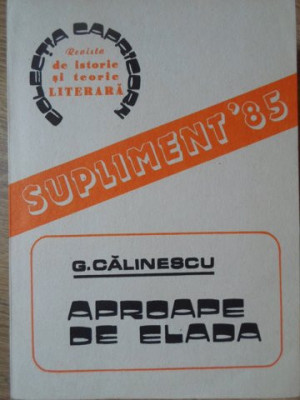 COLECȚIA CAPRICORN
Revista
de istorie
și teorie
LITERARĂ
SUPLIMENT'85
G.CĂLINESCU
APROAPE
DE ELADA